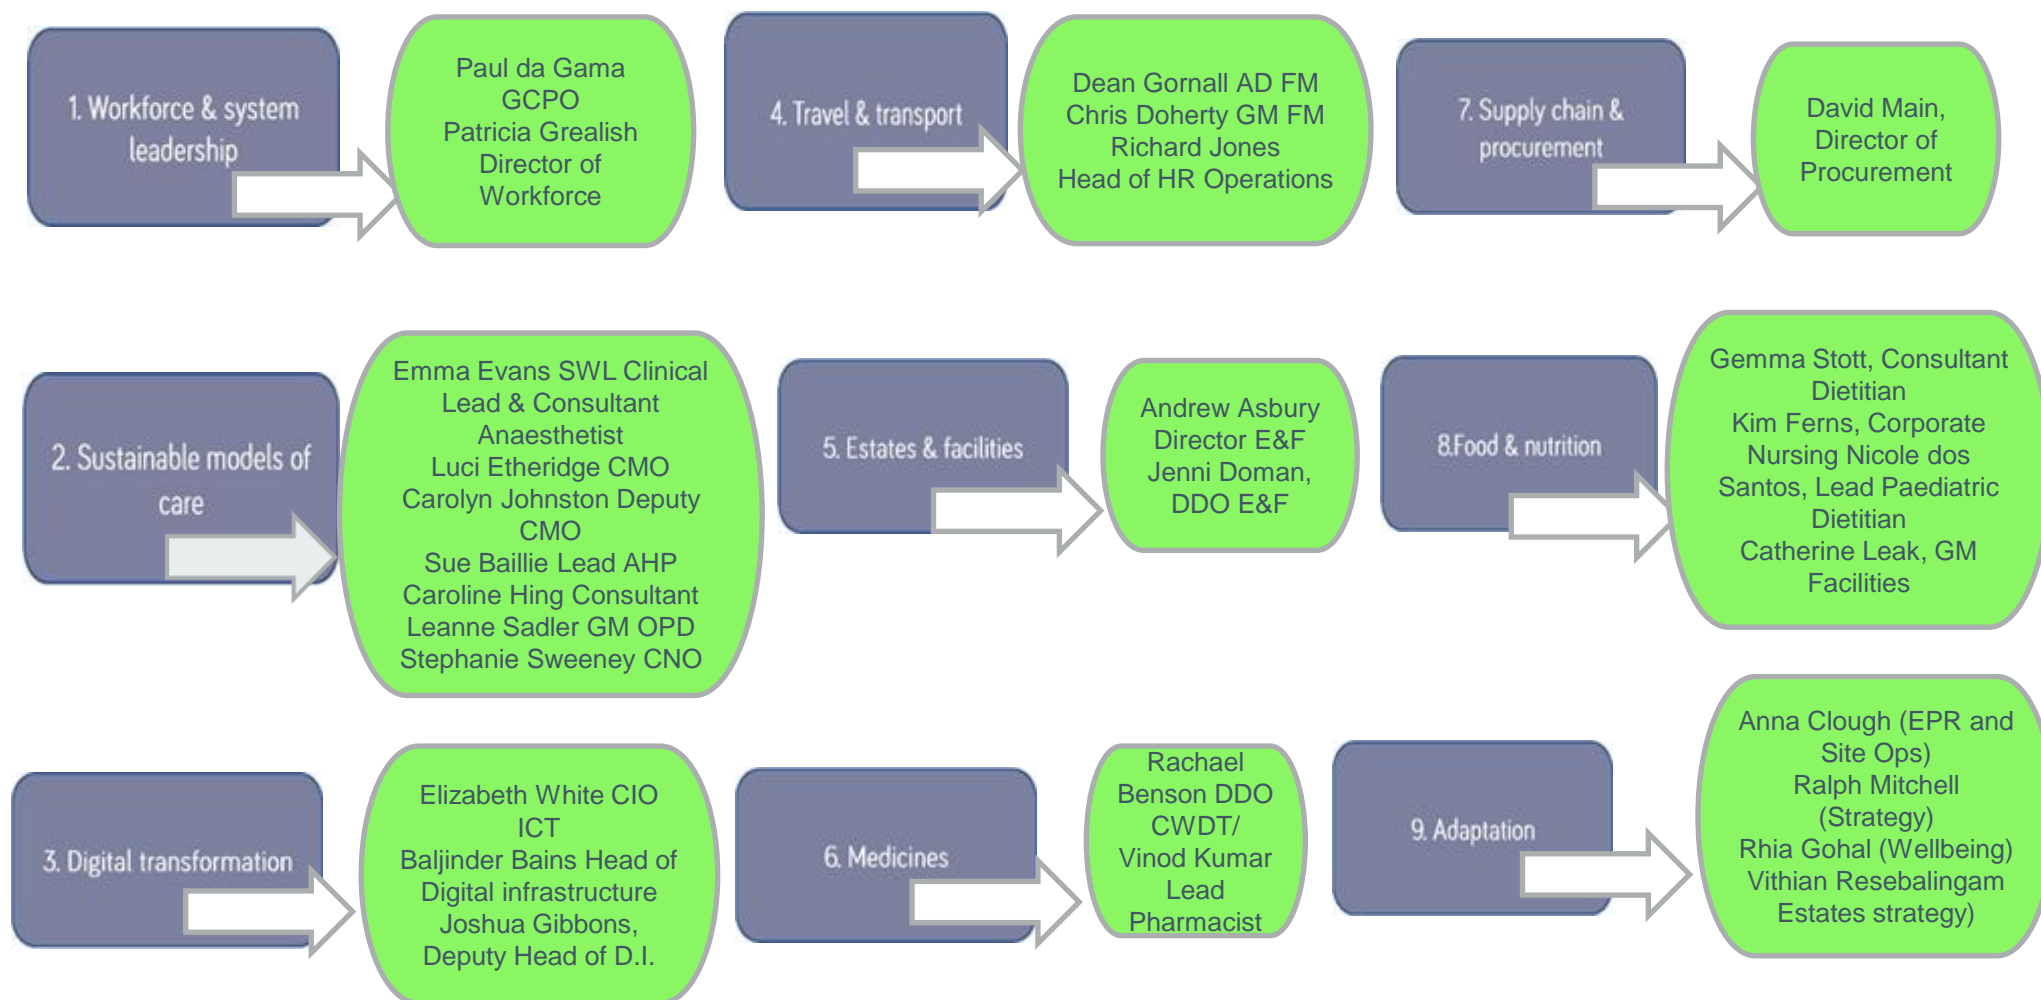 1. Workforce & system
leadership
Paul da Gama
GCPO
Patricia Grealish
Director of
Workforce
2. Sustainable models of
care
Emma Evans SWL Clinical
Lead & Consultant
Anaesthetist
Luci Etheridge CMO
Carolyn Johnston Deputy
CMO
Sue Baillie Lead AHP
Caroline Hing Consultant
Leanne Sadler GM OPD
Stephanie Sweeney CNO
3. Digital transformation
Elizabeth White CIO
ICT
Baljinder Bains Head of
Digital infrastructure
Joshua Gibbons,
Deputy Head of D.I.
4. Travel & transport
Dean Gornall AD FM
Chris Doherty GM FM
Richard Jones
Head of HR Operations
5. Estates & facilities
Andrew Asbury
Director E&F
Jenni Doman,
DDO E&F
6. Medicines
Rachael
Benson DDO
CWDT/
Vinod Kumar
Lead
Pharmacist
7. Supply chain &
procurement
David Main,
Director of
Procurement
8.Food & nutrition
Gemma Stott, Consultant
Dietitian
Kim Ferns, Corporate
Nursing Nicole dos
Santos, Lead Paediatric
Dietitian
Catherine Leak, GM
Facilities
9. Adaptation
Anna Clough (EPR and
Site Ops)
Ralph Mitchell
(Strategy)
Rhia Gohal (Wellbeing)
Vithian Resebalingam
Estates strategy)